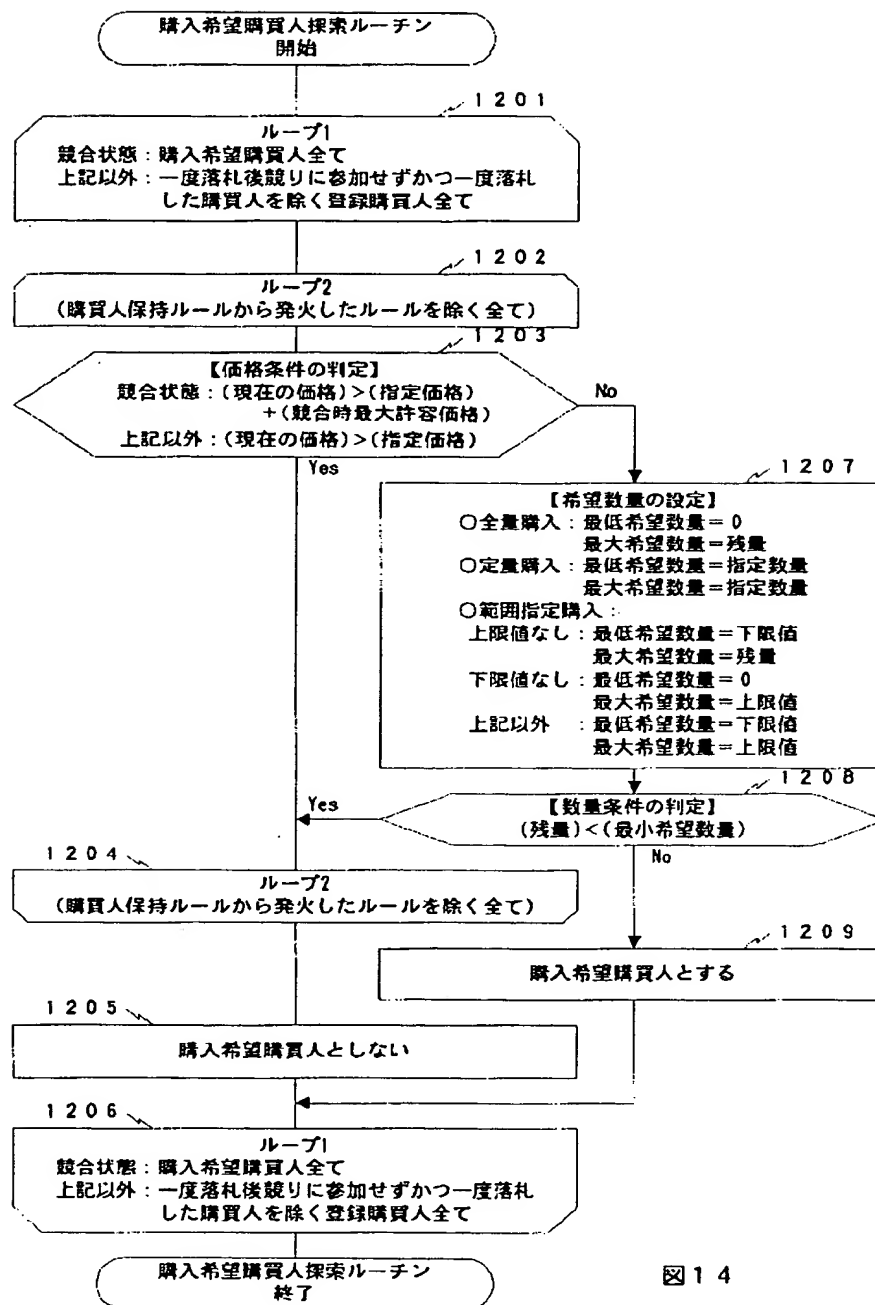 購入希望購買人探索ルーチン
開始
1201
ループ1
競合状態：購入希望購買人全て
上記以外：一度落札後競りに参加せずかつ一度落札
した購買人を除く登録購買人全て
1202
ループ2
(購買人保持ルールから発火したルールを除く全て)
1203
【価格条件の判定】
競合状態：(現在の価格)>(指定価格)
+(競合時最大許容価格)
上記以外：(現在の価格)>(指定価格)
No
Yes
1207
【希望数量の設定】
○全量購入：最低希望数量＝0
最大希望数量＝残量
○定量購入：最低希望数量＝指定数量
最大希望数量＝指定数量
○範囲指定購入：
上限値なし：最低希望数量＝下限値
最大希望数量＝残量
下限値なし：最低希望数量＝0
最大希望数量＝上限値
上記以外　：最低希望数量＝下限値
最大希望数量＝上限値
1208
【数量条件の判定】
(残量)<(最小希望数量)
Yes
No
1204
ループ2
(購買人保持ルールから発火したルールを除く全て)
1209
購入希望購買人とする
1205
購入希望購買人としない
1206
ループ1
競合状態：購入希望購買人全て
上記以外：一度落札後競りに参加せずかつ一度落札
した購買人を除く登録購買人全て
購入希望購買人探索ルーチン
終了
図14